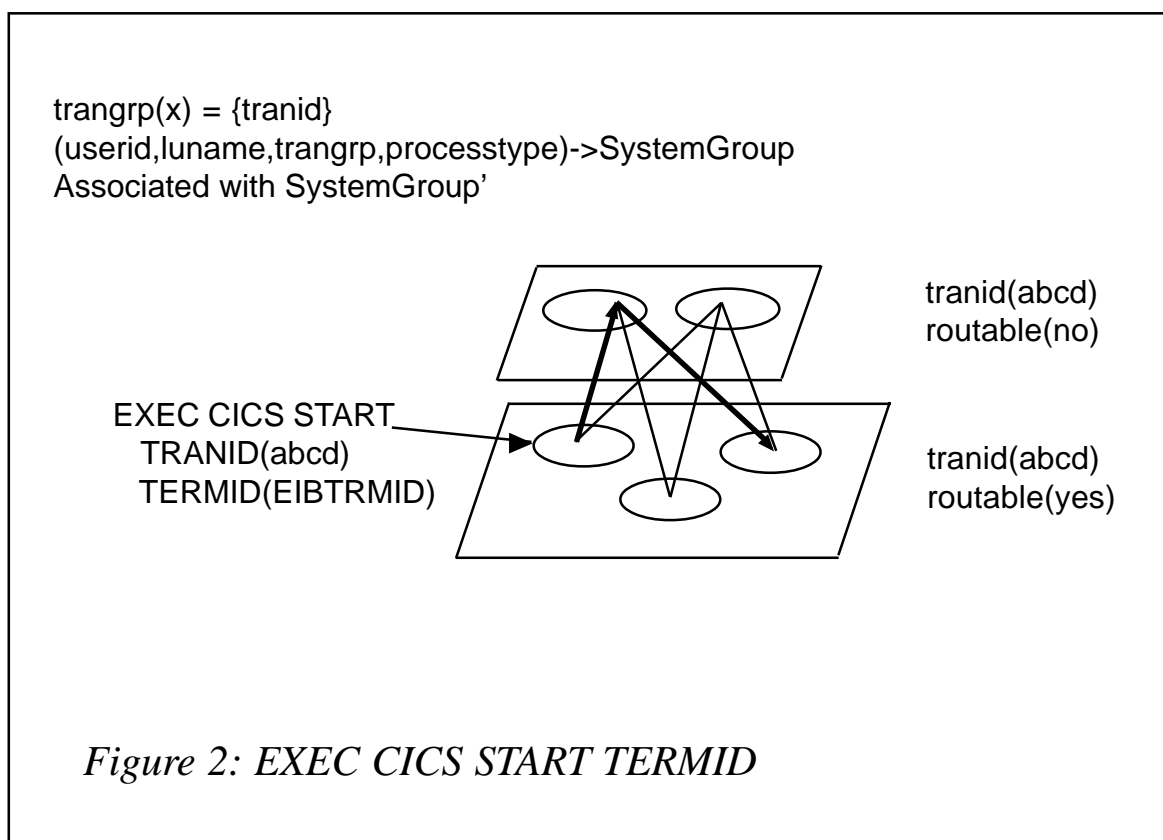 trangrp(x) = {tranid}
(userid,luname,trangrp,processtype)->SystemGroup
Associated with SystemGroup’
tranid(abcd)
routable(no)
EXEC CICS START
TRANID(abcd)
TERMID(EIBTRMID)
tranid(abcd)
routable(yes)
Figure 2: EXEC CICS START TERMID